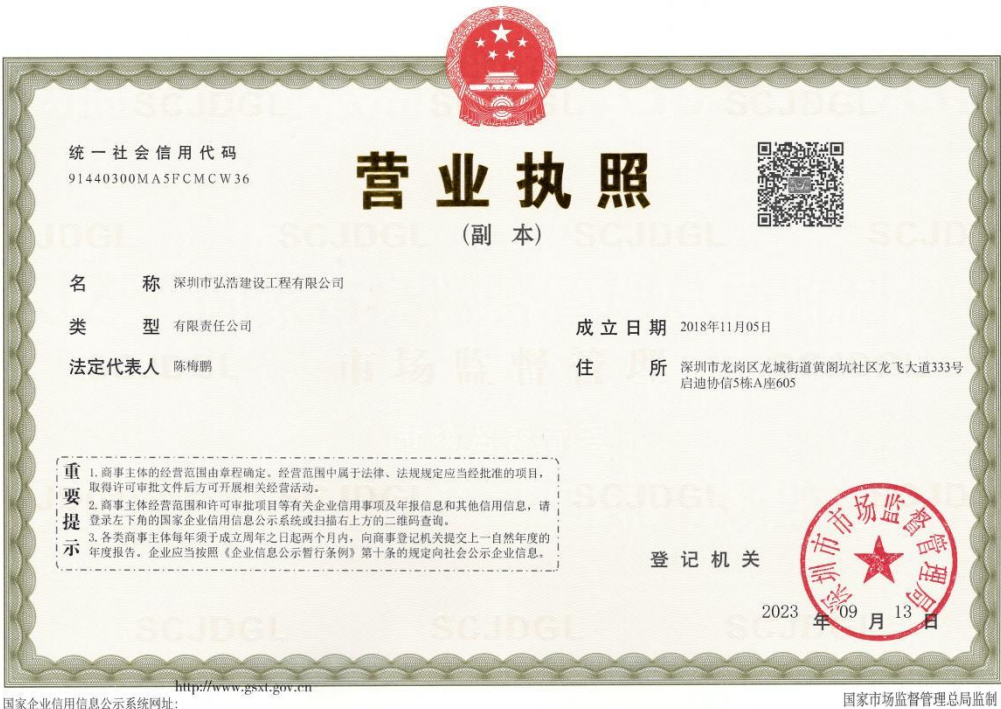 统一社会信用代码
91440300MA5FCMCW36
营业执照
(副 本)
名 称 深圳市弘浩建设工程有限公司
类 型 有限责任公司
成立日期 2018年11月05日
法定代表人 陈梅鹏
住 所 深圳市龙岗区龙城街道黄阁坑社区龙飞大道333号
启迪协信5栋A座605
重要提示
1. 商事主体的经营范围由章程确定。经营范围中属于法律、法规规定应当经批准的项目，
取得许可审批文件后方可开展相关经营活动。
2. 商事主体经营范围和许可审批项目等有关企业信用事项及年报信息和其他信用信息，请
登录左下角的国家企业信用信息公示系统或扫描右上方的二维码查询。
3. 各类商事主体每年须于成立周年之日起两个月内，向商事登记机关提交上一自然年度的
年度报告。企业应当按照《企业信息公示暂行条例》第十条的规定向社会公示企业信息。
登记机关
深圳市市场监督管理局
2023 年 09 月 13 日
http://www.gsxt.gov.cn
国家企业信用信息公示系统网址:
国家市场监督管理总局监制
SCJDGL
市场监督管理